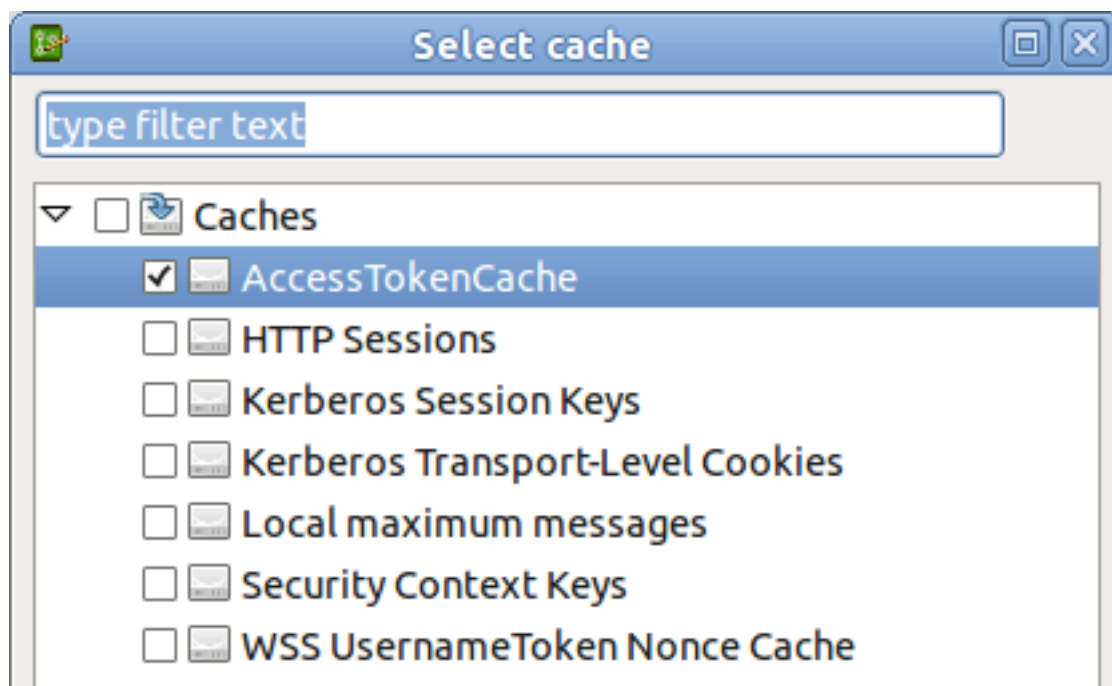 Select cache
type filter text
Caches
AccessTokenCache
HTTP Sessions
Kerberos Session Keys
Kerberos Transport-Level Cookies
Local maximum messages
Security Context Keys
WSS UsernameToken Nonce Cache